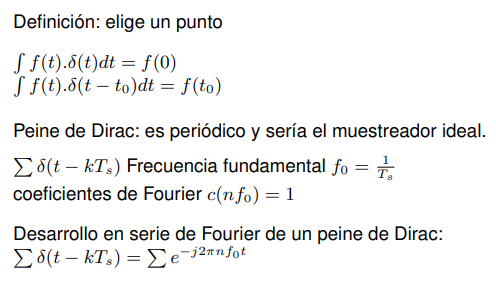 Definición: elige un punto
∫ f(t).δ(t)dt = f(0)
∫ f(t).δ(t − t₀)dt = f(t₀)
Peine de Dirac: es periódico y sería el muestreador ideal.
∑ δ(t − kTₛ) Frecuencia fundamental f₀ = 1/Tₛ
coeficientes de Fourier c(nf₀) = 1
Desarrollo en serie de Fourier de un peine de Dirac:
∑ δ(t − kTₛ) = ∑ e^{−j2πnf₀t}